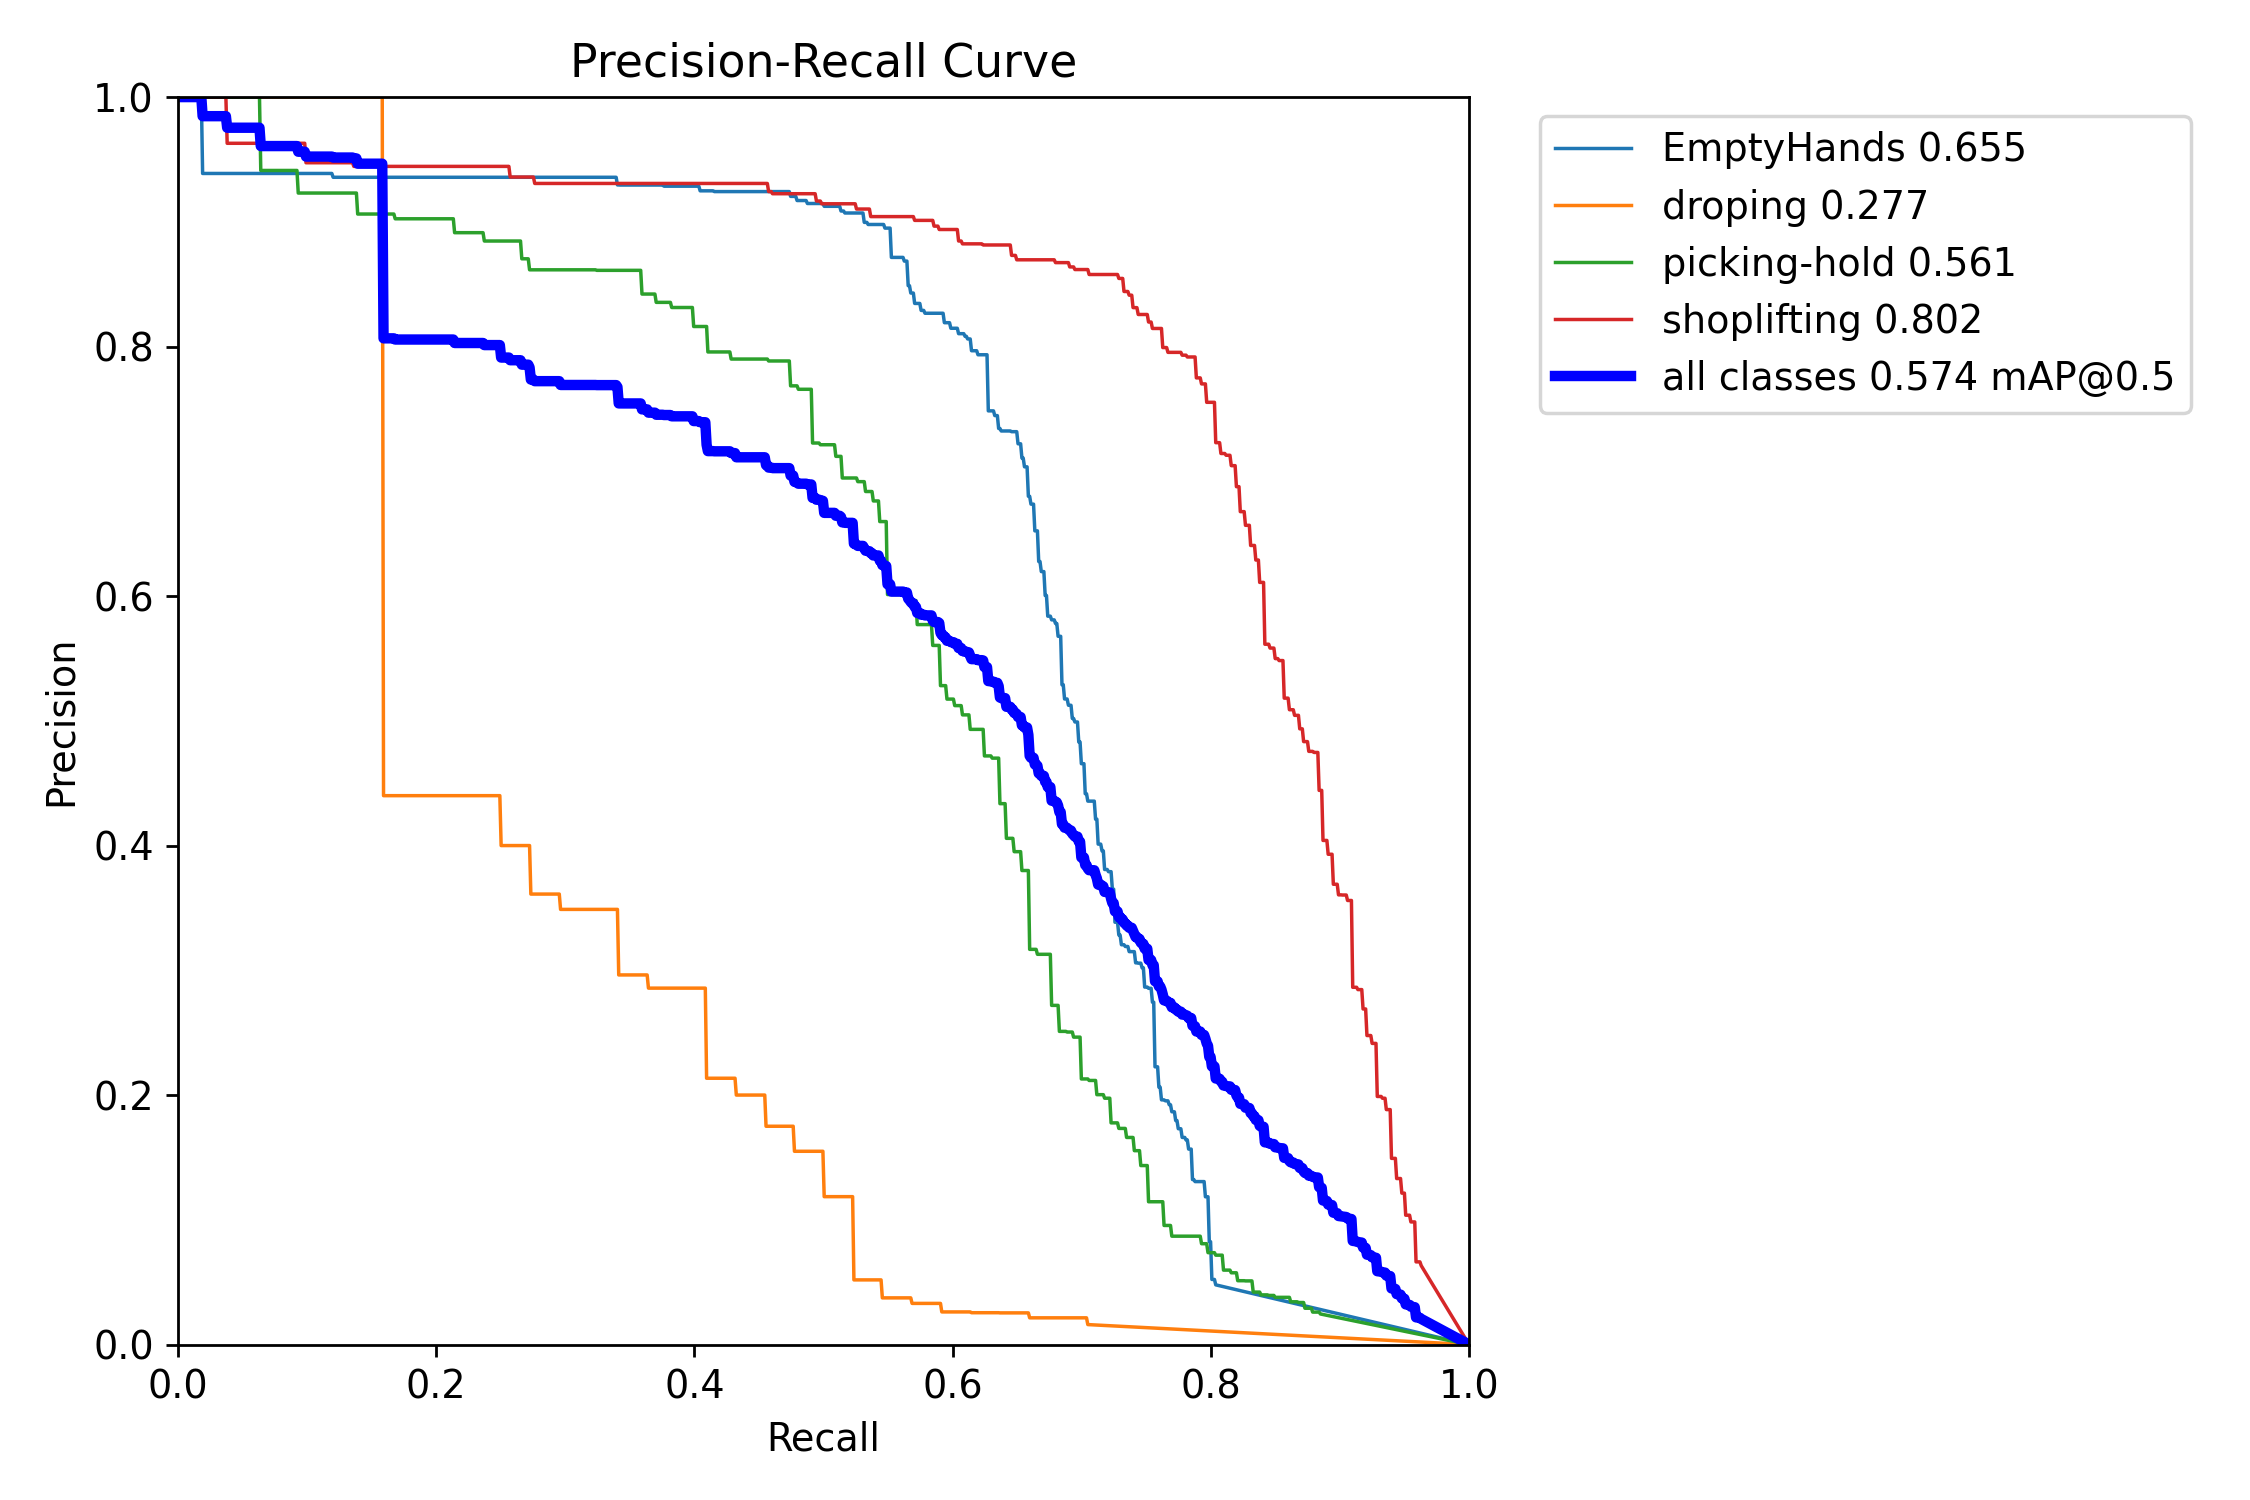 Precision-Recall Curve
1.0
0.8
0.6
0.4
0.2
0.0
Precision
0.0 0.2 0.4 0.6 0.8 1.0
Recall
EmptyHands 0.655
droping 0.277
picking-hold 0.561
shoplifting 0.802
all classes 0.574 mAP@0.5